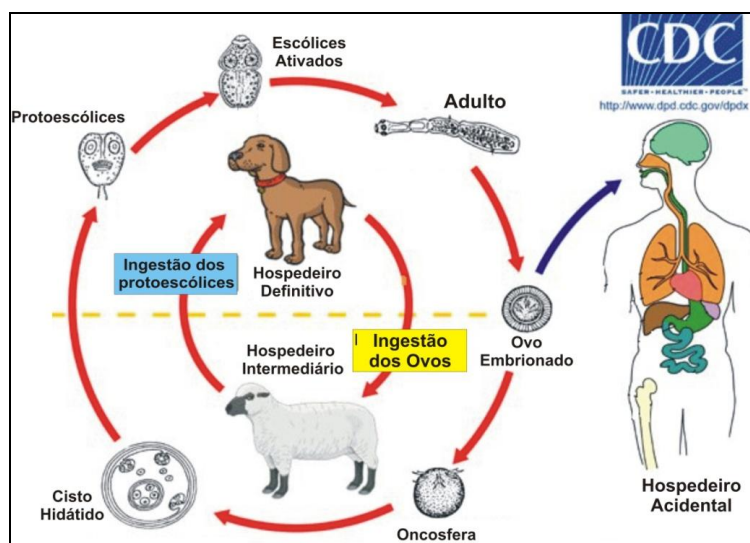 Escólices
Ativados
CDC
SAFER • HEALTHIER • PEOPLE™
http://www.dpd.cdc.gov/dpdx
Protoescólices
Adulto
Ingestão dos
protoescólices
Hospedeiro
Definitivo
Hospedeiro
Intermediário
I Ingestão
dos Ovos
Ovo
Embrionado
Cisto
Hidátido
Oncosfera
Hospedeiro
Acidental